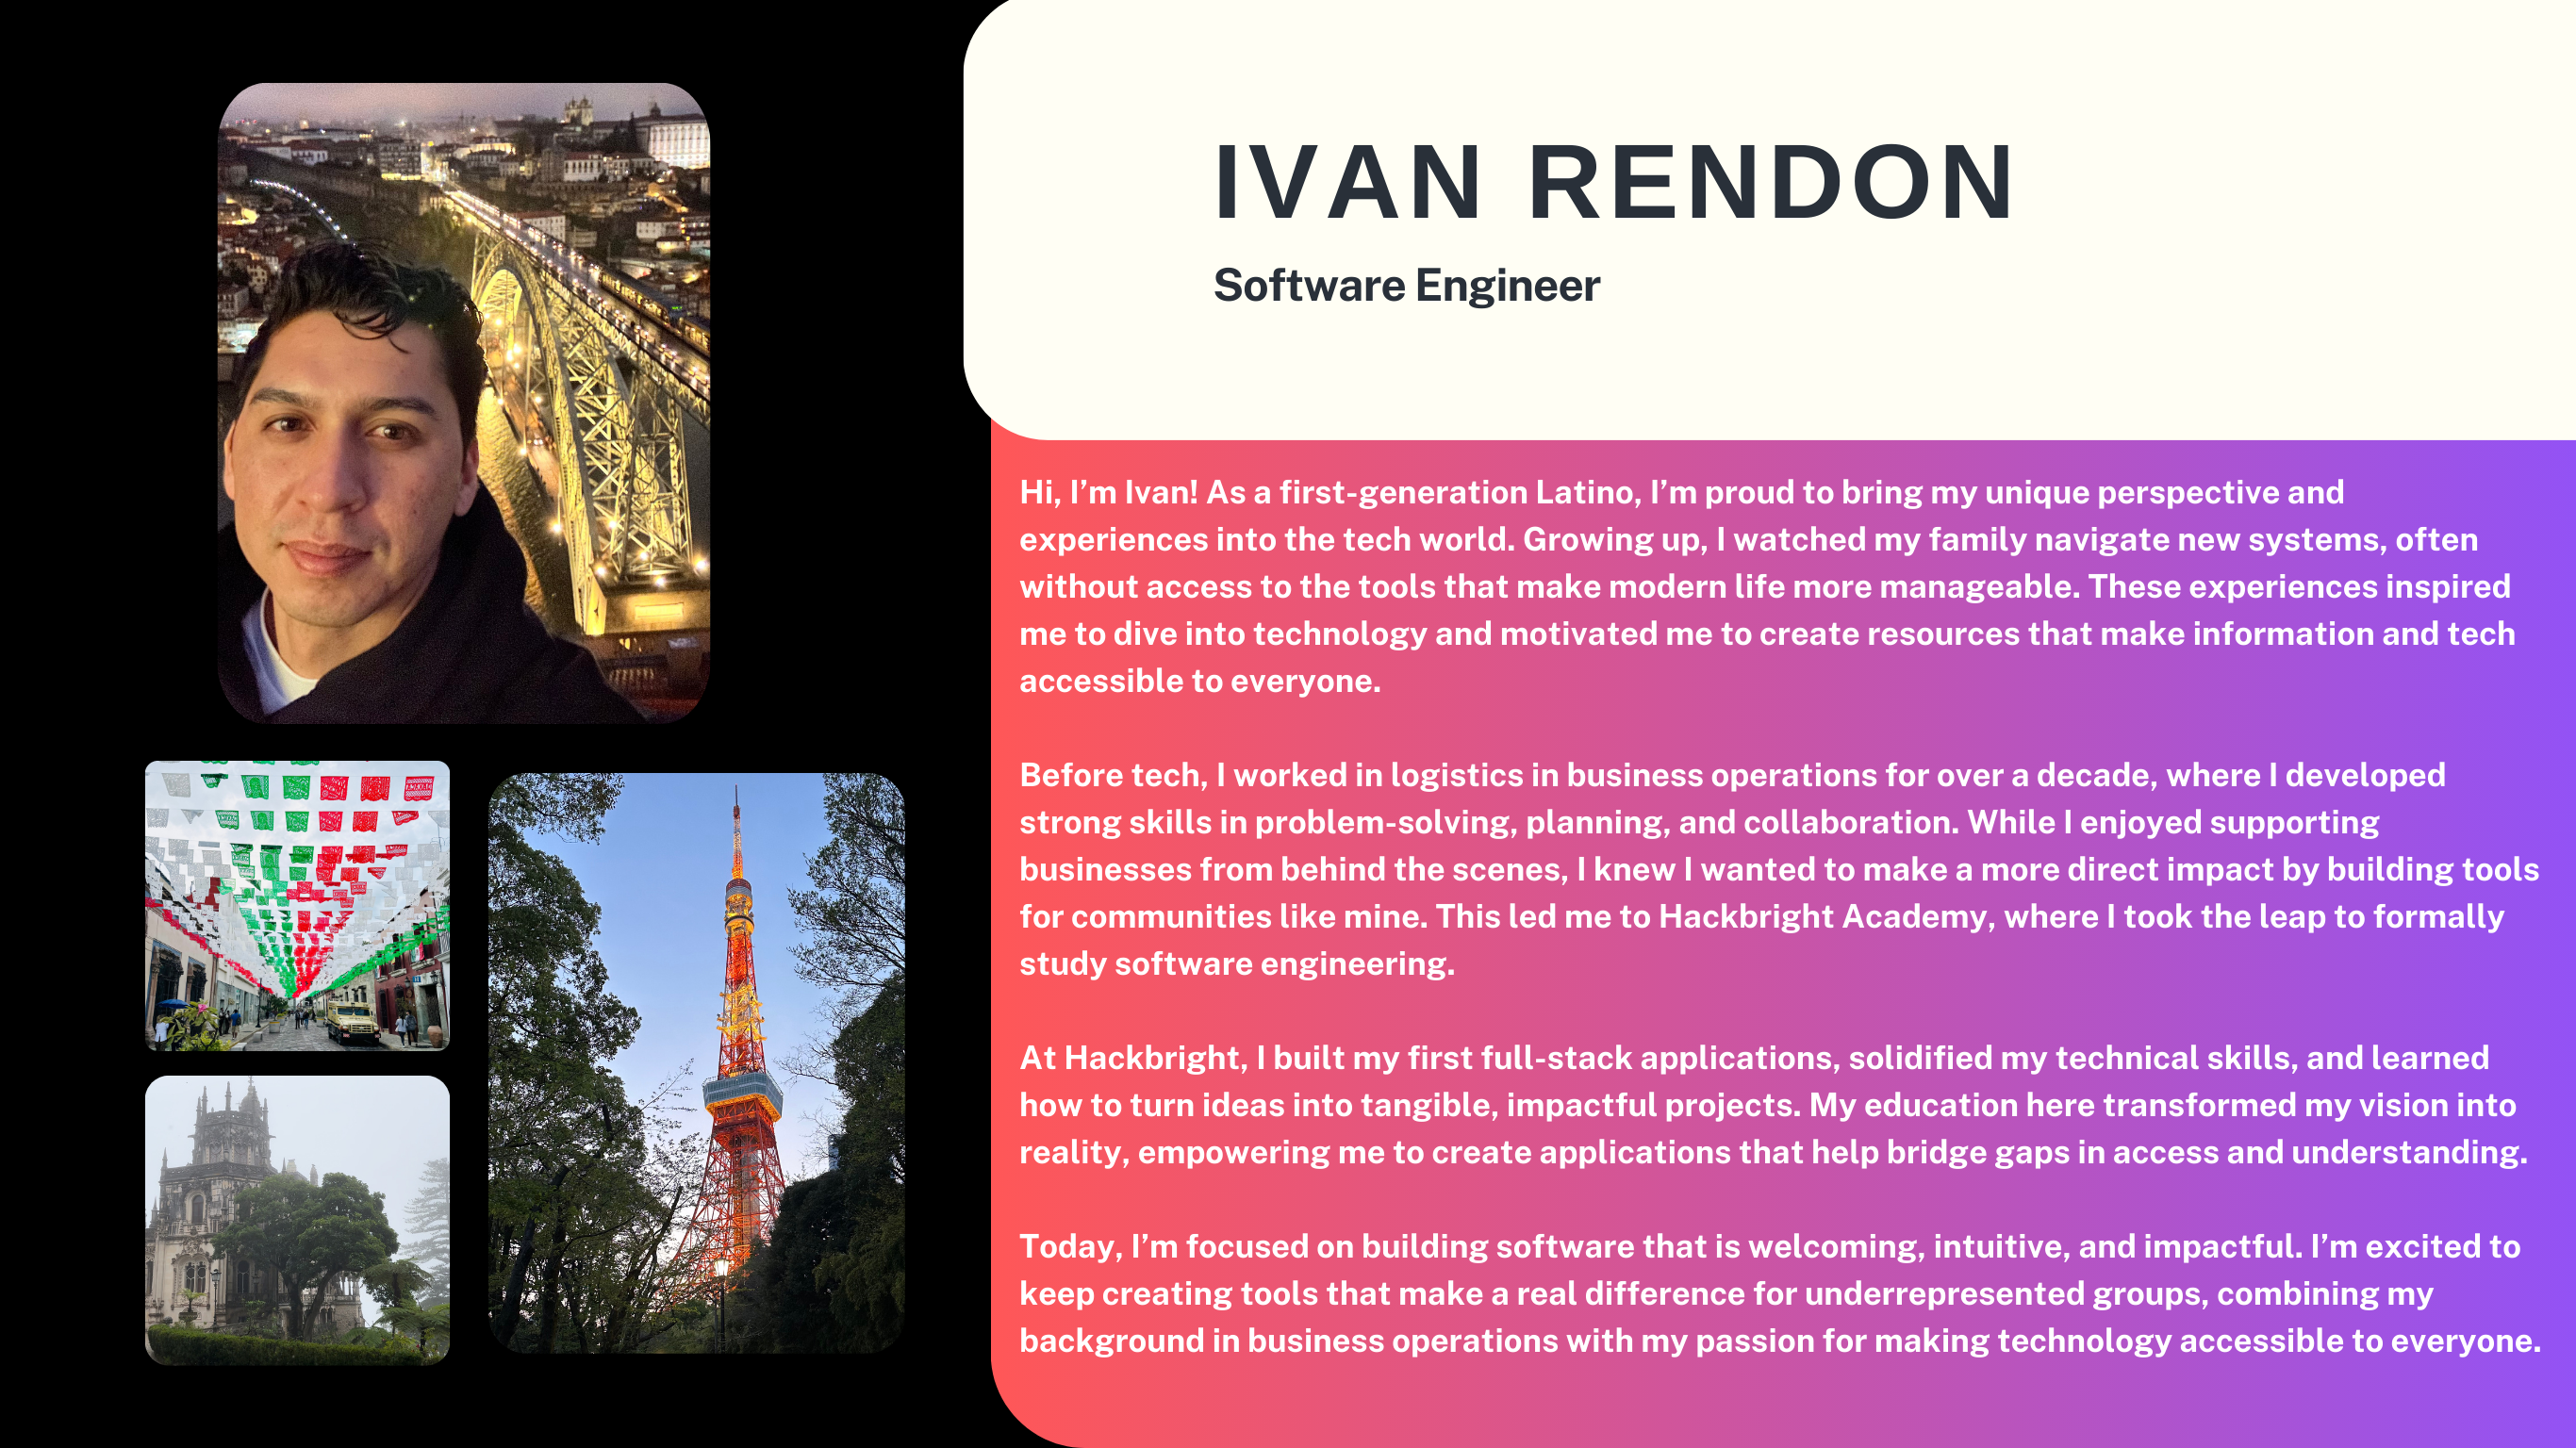 IVAN RENDON
Software Engineer
Hi, I’m Ivan! As a first-generation Latino, I’m proud to bring my unique perspective and
experiences into the tech world. Growing up, I watched my family navigate new systems, often
without access to the tools that make modern life more manageable. These experiences inspired
me to dive into technology and motivated me to create resources that make information and tech
accessible to everyone.
Before tech, I worked in logistics in business operations for over a decade, where I developed
strong skills in problem-solving, planning, and collaboration. While I enjoyed supporting
businesses from behind the scenes, I knew I wanted to make a more direct impact by building tools
for communities like mine. This led me to Hackbright Academy, where I took the leap to formally
study software engineering.
At Hackbright, I built my first full-stack applications, solidified my technical skills, and learned
how to turn ideas into tangible, impactful projects. My education here transformed my vision into
reality, empowering me to create applications that help bridge gaps in access and understanding.
Today, I’m focused on building software that is welcoming, intuitive, and impactful. I’m excited to
keep creating tools that make a real difference for underrepresented groups, combining my
background in business operations with my passion for making technology accessible to everyone.